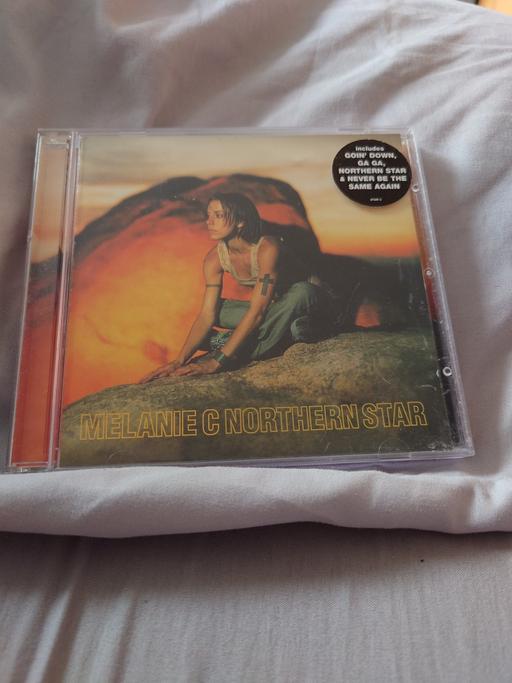 includes
GOIN' DOWN,
GA GA,
NORTHERN STAR
& NEVER BE THE
SAME AGAIN
MELANIE C NORTHERN STAR